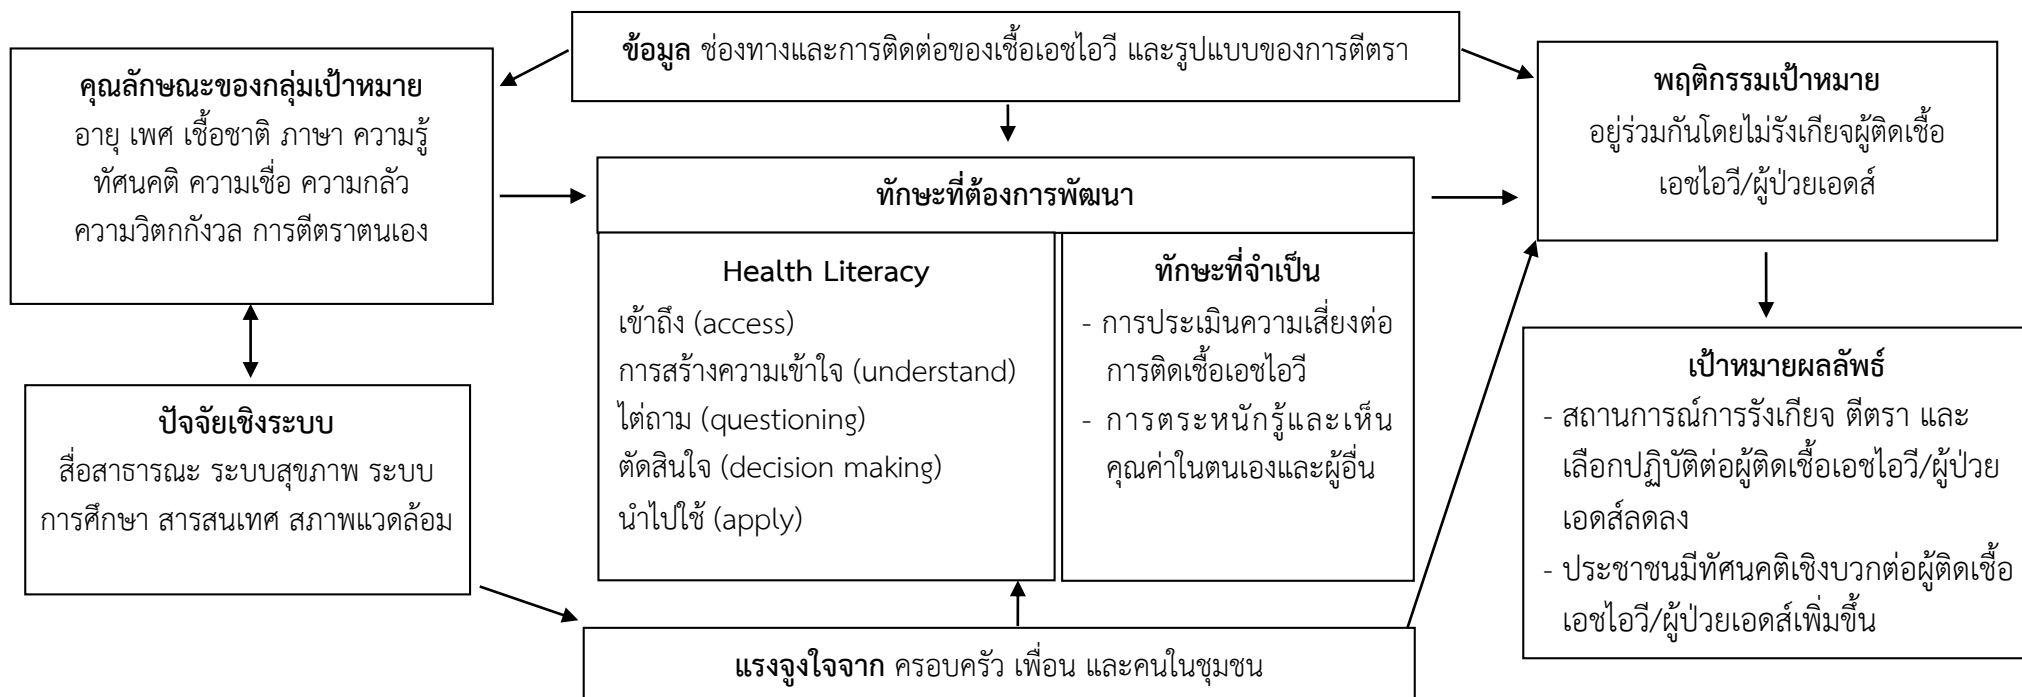 ข้อมูล ช่องทางและการติดต่อของเชื้อเอชไอวี และรูปแบบของการตีตรา
คุณลักษณะของกลุ่มเป้าหมาย
อายุ เพศ เชื้อชาติ ภาษา ความรู้
ทัศนคติ ความเชื่อ ความกลัว
ความวิตกกังวล การตีตราตนเอง
ปัจจัยเชิงระบบ
สื่อสาธารณะ ระบบสุขภาพ ระบบ
การศึกษา สารสนเทศ สภาพแวดล้อม
ทักษะที่ต้องการพัฒนา
Health Literacy
เข้าถึง (access)
การสร้างความเข้าใจ (understand)
ไต่ถาม (questioning)
ตัดสินใจ (decision making)
นำไปใช้ (apply)
ทักษะที่จำเป็น
- การประเมินความเสี่ยงต่อ
การติดเชื้อเอชไอวี
- การตระหนักรู้และเห็น
คุณค่าในตนเองและผู้อื่น
แรงจูงใจจาก ครอบครัว เพื่อน และคนในชุมชน
พฤติกรรมเป้าหมาย
อยู่ร่วมกันโดยไม่รังเกียจผู้ติดเชื้อ
เอชไอวี/ผู้ป่วยเอดส์
เป้าหมายผลลัพธ์
- สถานการณ์การรังเกียจ ตีตรา และ
เลือกปฏิบัติต่อผู้ติดเชื้อเอชไอวี/ผู้ป่วย
เอดส์ลดลง
- ประชาชนมีทัศนคติเชิงบวกต่อผู้ติดเชื้อ
เอชไอวี/ผู้ป่วยเอดส์เพิ่มขึ้น